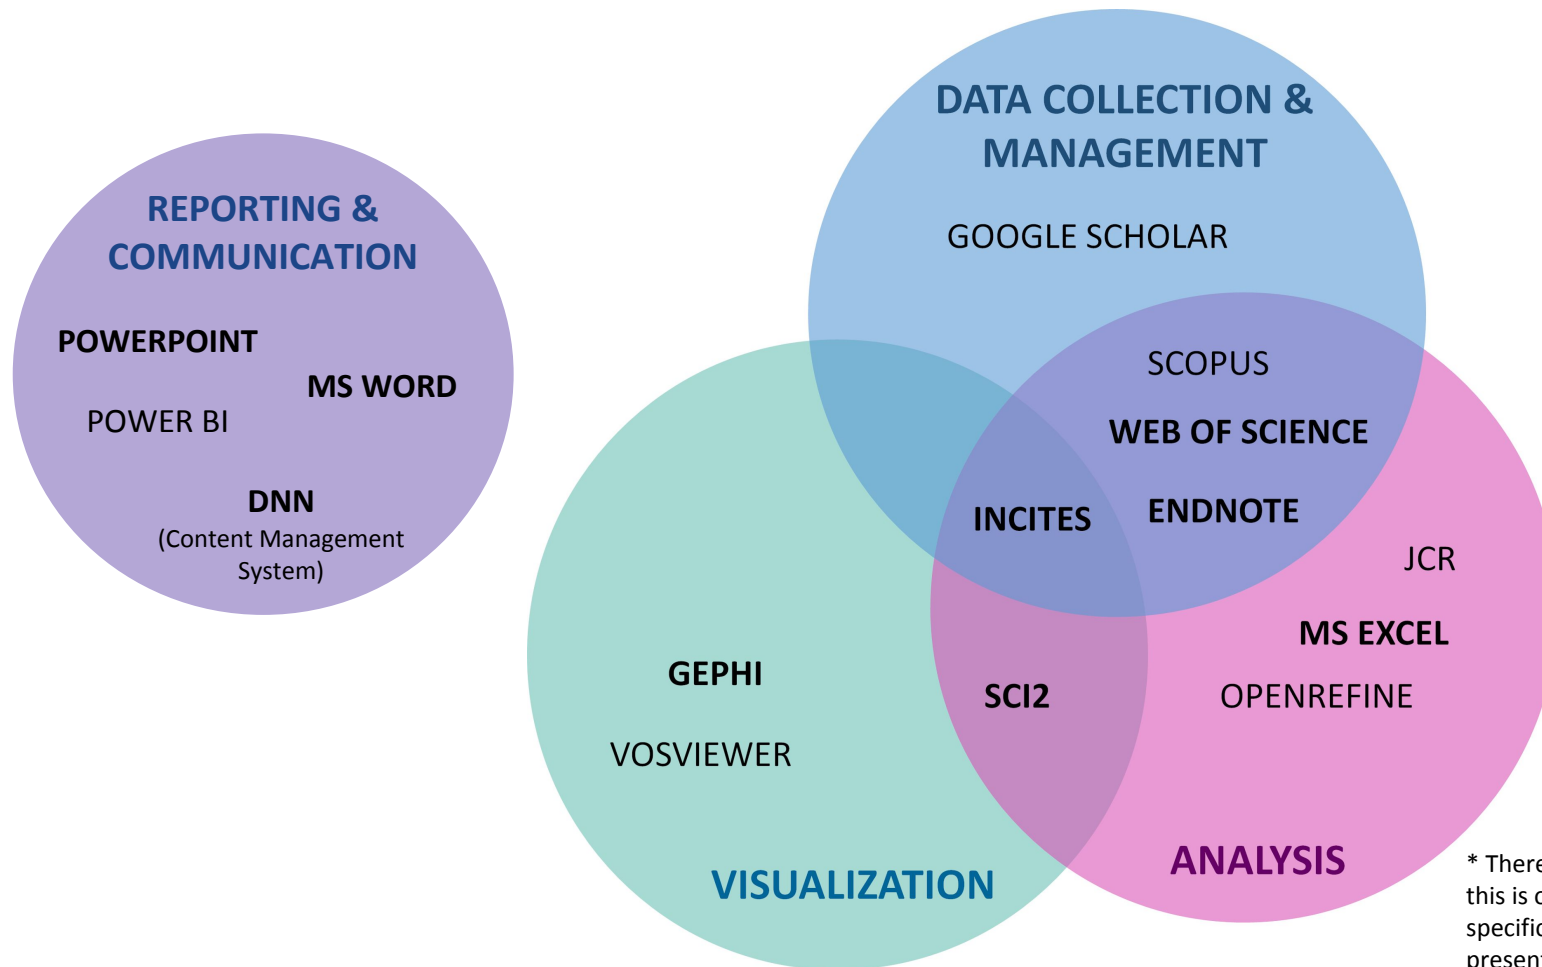 REPORTING &
COMMUNICATION
POWERPOINT
MS WORD
POWER BI
DNN
(Content Management
System)
DATA COLLECTION &
MANAGEMENT
GOOGLE SCHOLAR
SCOPUS
WEB OF SCIENCE
INCITES
ENDNOTE
JCR
MS EXCEL
OPENREFINE
GEPHI
SCI2
VOSVIEWER
VISUALIZATION
ANALYSIS
* There
this is
specific
present